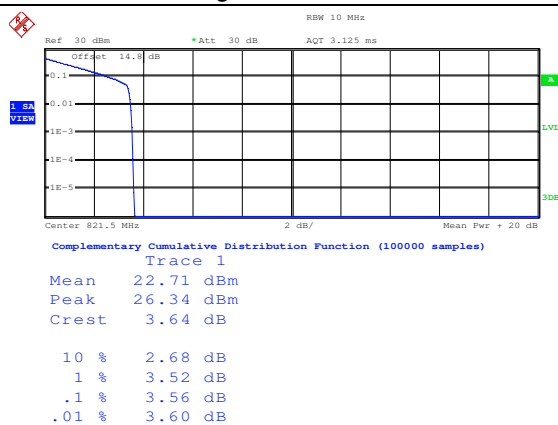 RBW 10 MHz
Ref 30 dBm *Att 30 dB AQT 3.125 ms
Offset 14.8 dB
0.1
A
0.01
1 SA
VIEW
LVL
1E-3
1E-4
1E-5
3DB
Center 821.5 MHz 2 dB/ Mean Pwr + 20 dB
Complementary Cumulative Distribution Function (100000 samples)
Trace 1
Mean 22.71 dBm
Peak 26.34 dBm
Crest 3.64 dB
10 % 2.68 dB
1 % 3.52 dB
.1 % 3.56 dB
.01 % 3.60 dB